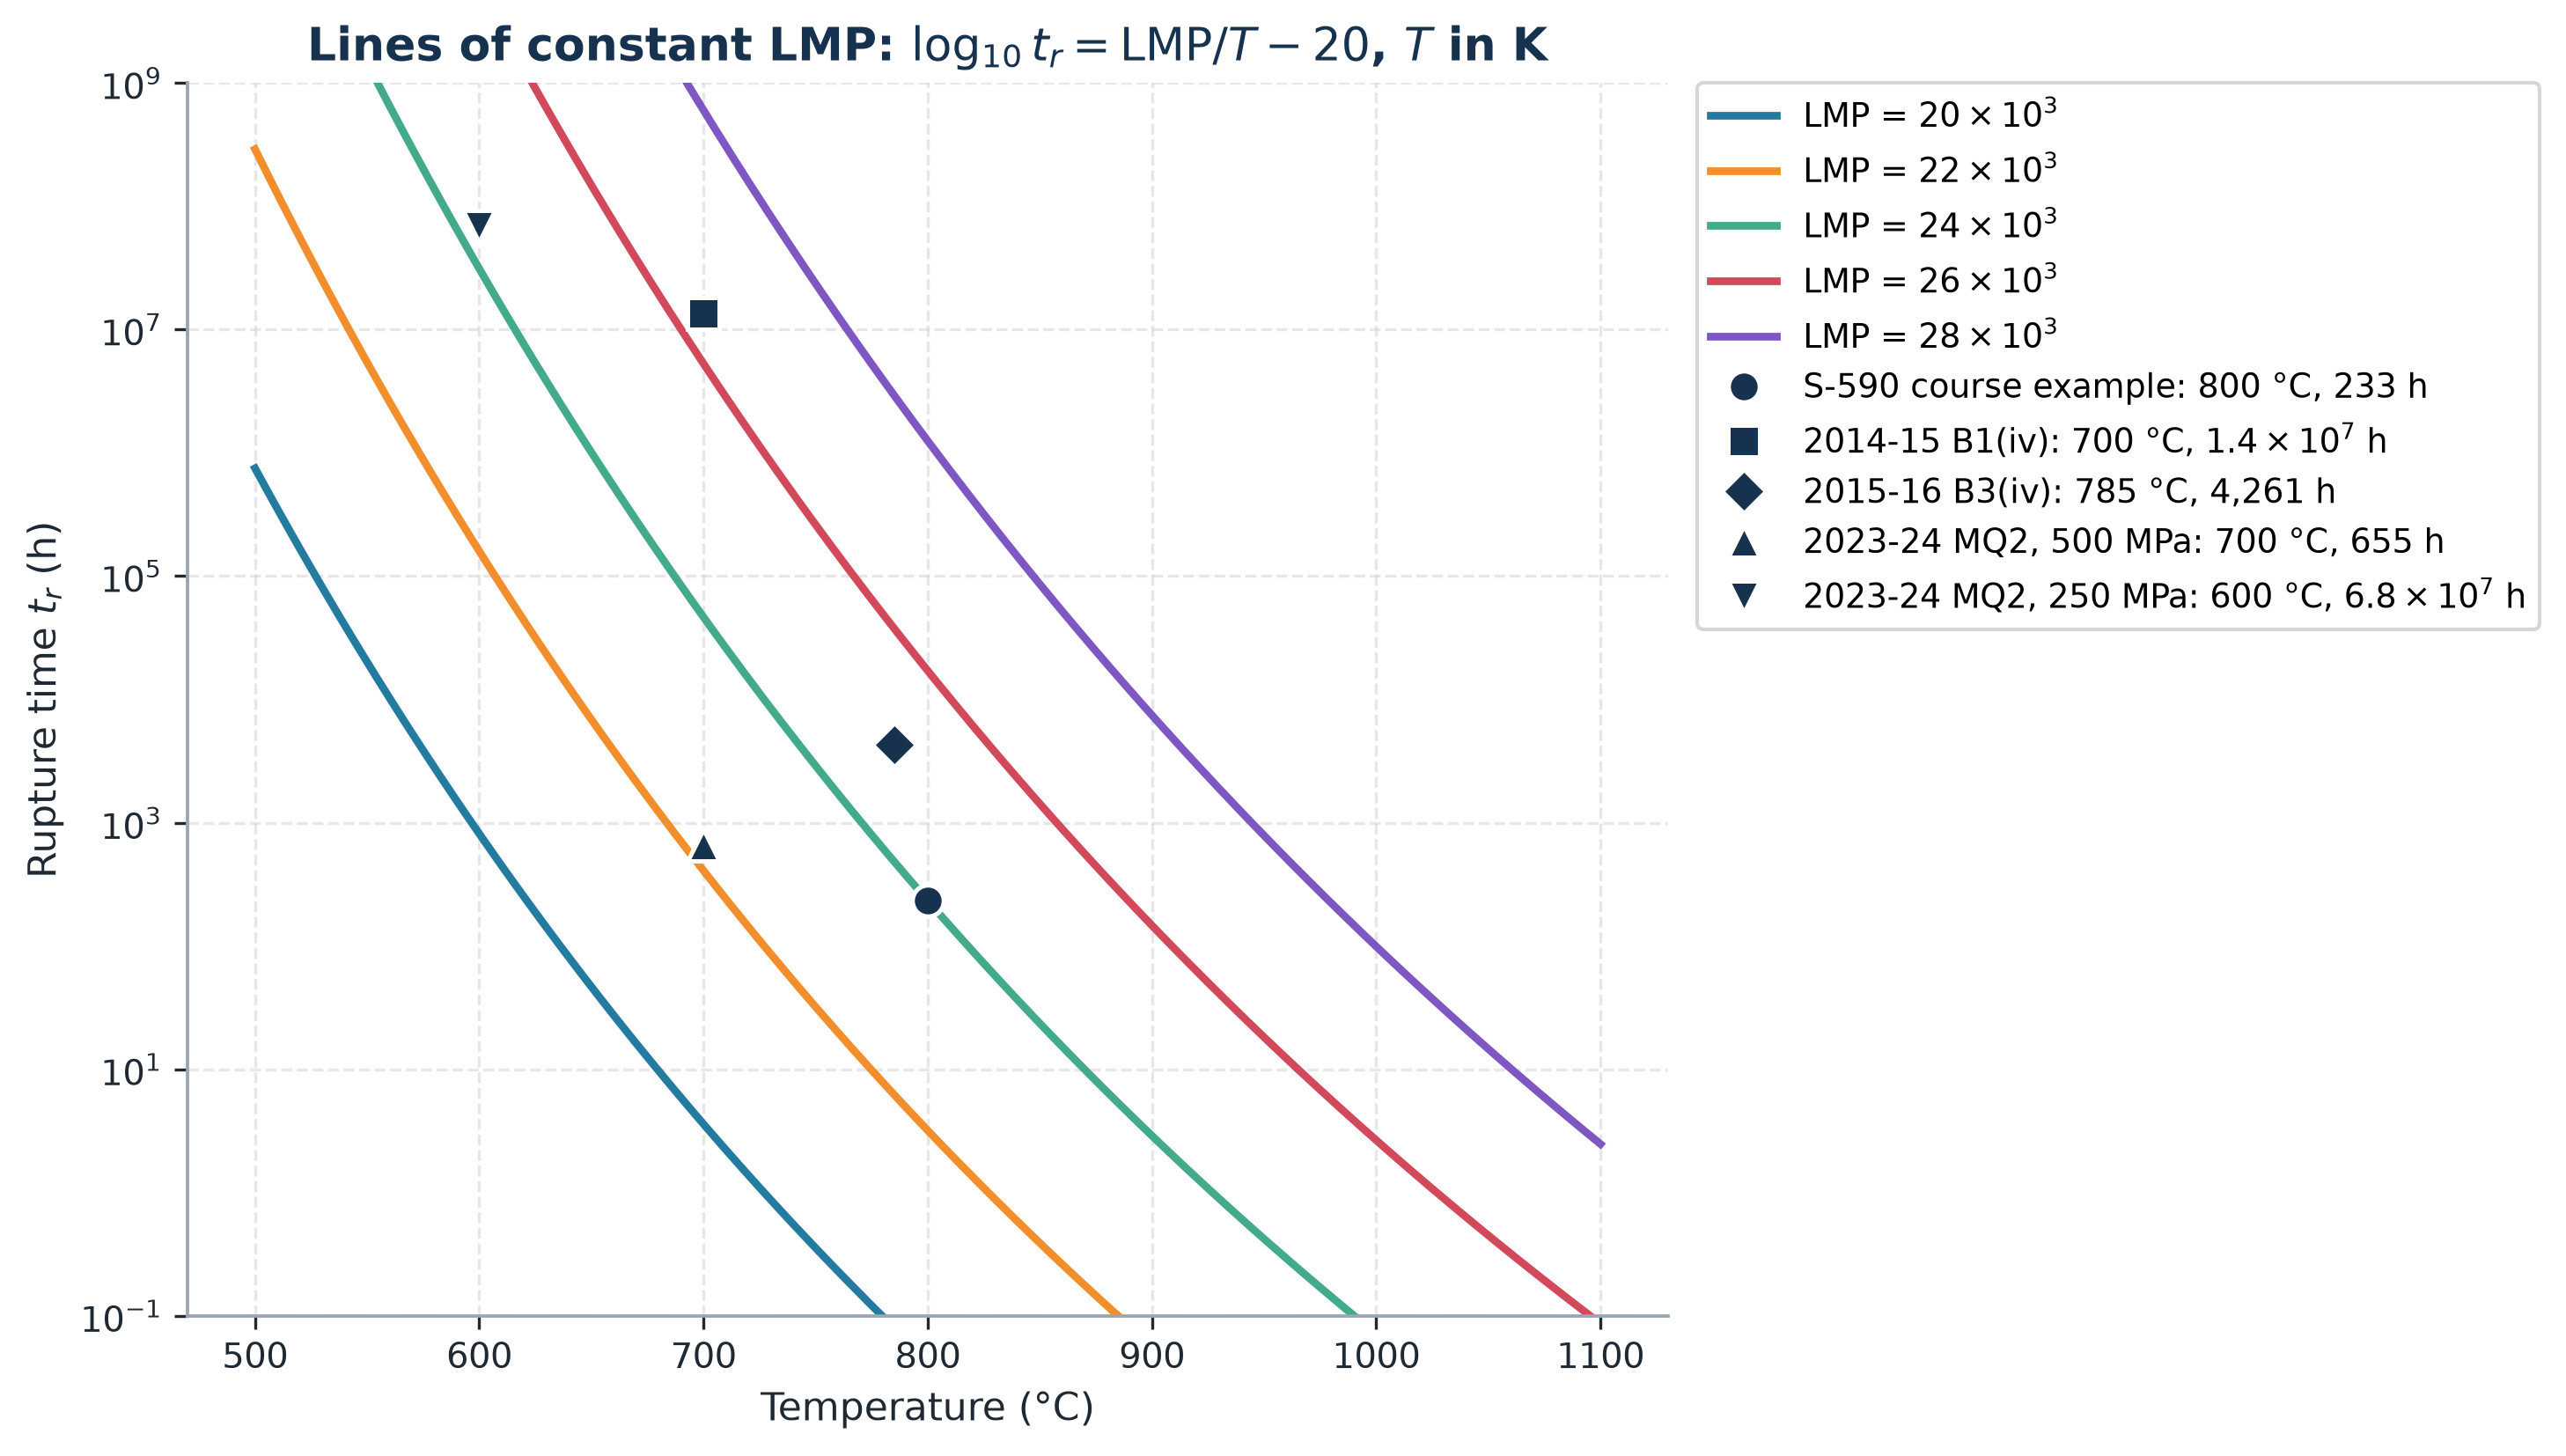 Lines of constant LMP: log₁₀ tᵣ = LMP/T − 20, T in K
10⁹
10⁷
10⁵
10³
10¹
10⁻¹
Rupture time tᵣ (h)
500 600 700 800 900 1000 1100
Temperature (°C)
LMP = 20 × 10³
LMP = 22 × 10³
LMP = 24 × 10³
LMP = 26 × 10³
LMP = 28 × 10³
S-590 course example: 800 °C, 233 h
2014-15 B1(iv): 700 °C, 1.4 × 10⁷ h
2015-16 B3(iv): 785 °C, 4,261 h
2023-24 MQ2, 500 MPa: 700 °C, 655 h
2023-24 MQ2, 250 MPa: 600 °C, 6.8 × 10⁷ h